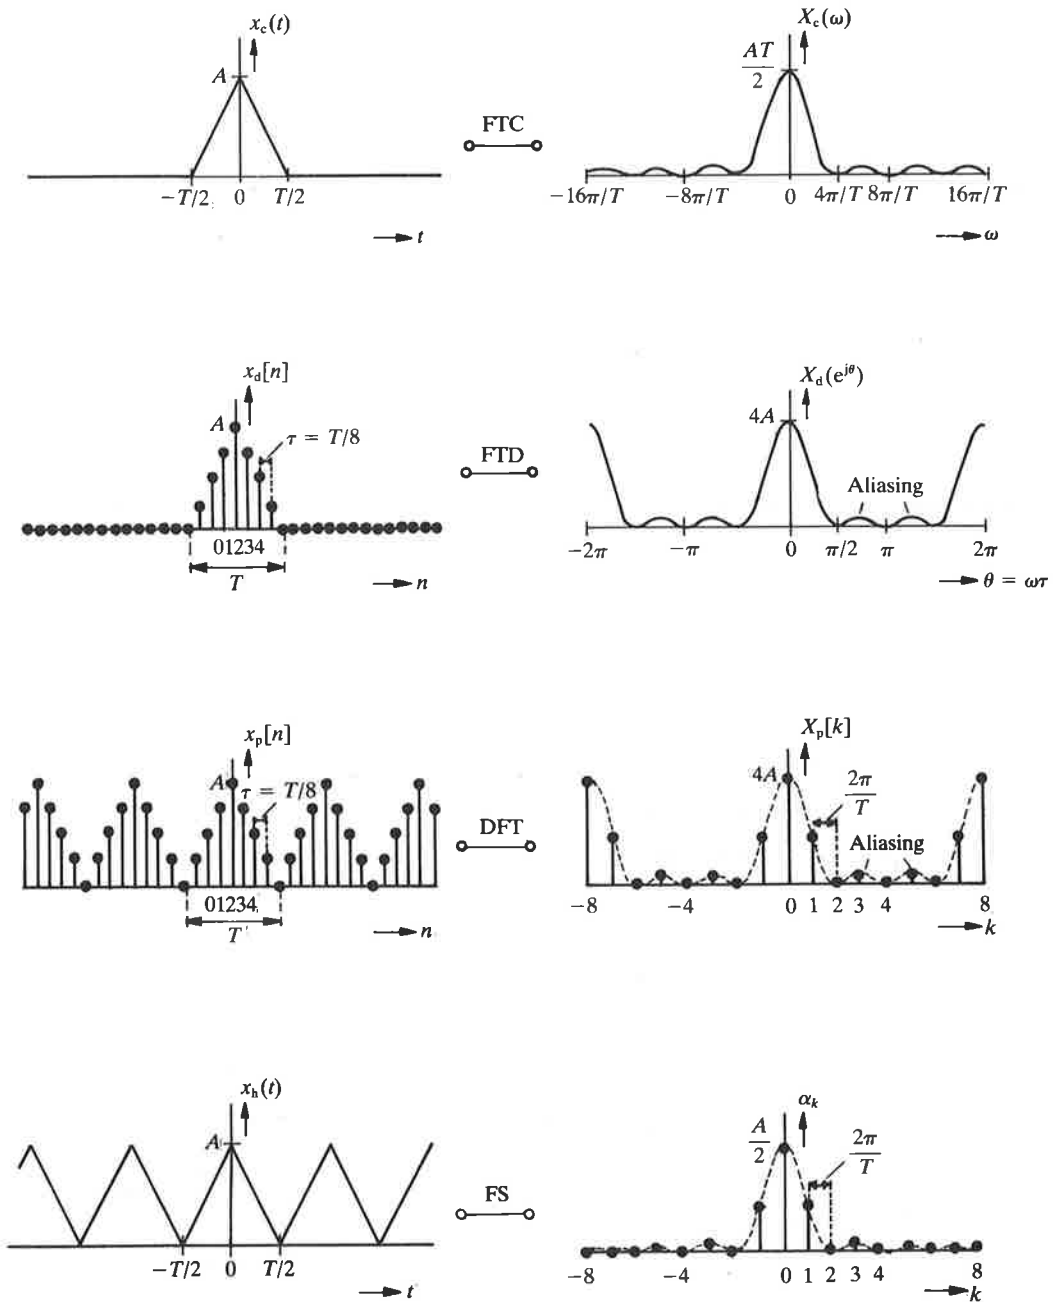 x_c(t)
A
−T/2 0 T/2
t
FTC
X_c(ω)
AT/2
−16π/T −8π/T 0 4π/T 8π/T 16π/T
ω
x_d[n]
A
τ = T/8
01234
T
n
FTD
X_d(e^{jθ})
4A
Aliasing
−2π −π 0 π/2 π 2π
θ = ωτ
x_p[n]
A
τ = T/8
01234
T
n
DFT
X_p[k]
4A
2π/T
Aliasing
−8 −4 0 1 2 3 4 8
k
x_h(t)
A
−T/2 0 T/2
t
FS
α_k
A/2
2π/T
−8 −4 0 1 2 3 4 8
k